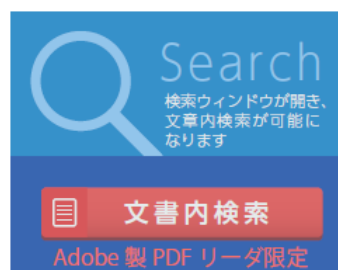 Search
検索ウィンドウが開き、
文章内検索が可能に
なります
文書内検索
Adobe 製 PDF リーダ限定